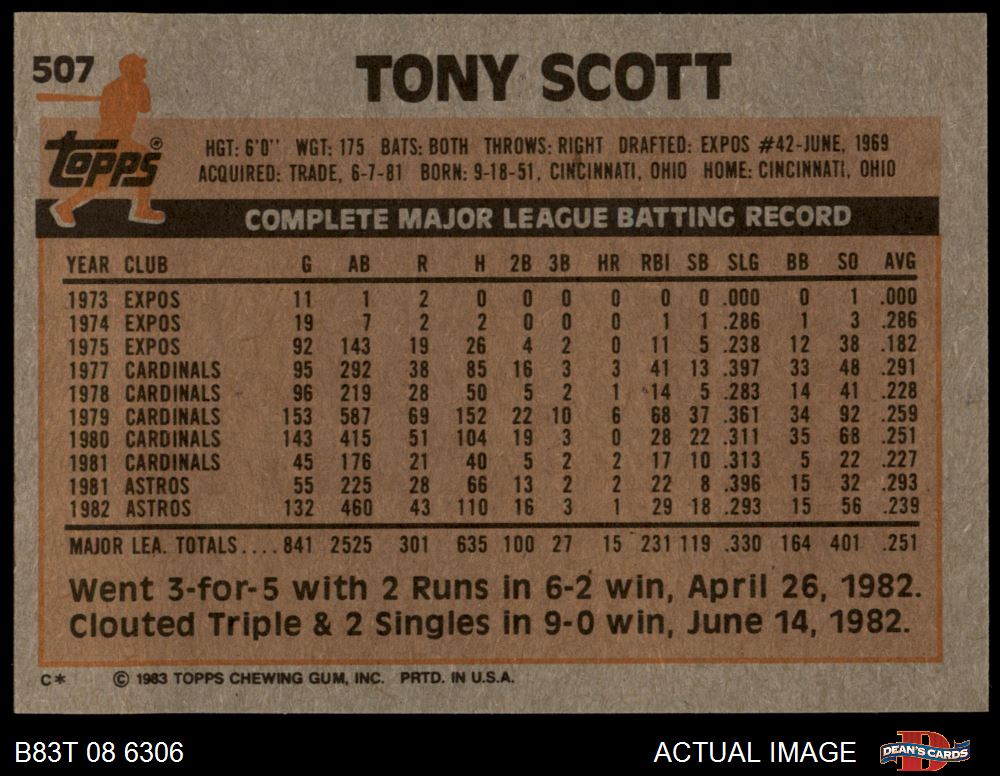 507
TONY SCOTT
Topps®
HGT: 6'0'' WGT: 175 BATS: BOTH THROWS: RIGHT DRAFTED: EXPOS #42-JUNE, 1969
ACQUIRED: TRADE, 6-7-81 BORN: 9-18-51, CINCINNATI, OHIO HOME: CINCINNATI, OHIO
COMPLETE MAJOR LEAGUE BATTING RECORD
YEAR CLUB G AB R H 2B 3B HR RBI SB SLG BB SO AVG
1973 EXPOS 11 1 2 0 0 0 0 0 0 .000 0 1 .000
1974 EXPOS 19 7 2 2 0 0 0 1 1 .286 1 3 .286
1975 EXPOS 92 143 19 26 4 2 0 11 5 .238 12 38 .182
1977 CARDINALS 95 292 38 85 16 3 3 41 13 .397 33 48 .291
1978 CARDINALS 96 219 28 50 5 2 1 14 5 .283 14 41 .228
1979 CARDINALS 153 587 69 152 22 10 6 68 37 .361 34 92 .259
1980 CARDINALS 143 415 51 104 19 3 0 28 22 .311 35 68 .251
1981 CARDINALS 45 176 21 40 5 2 2 17 10 .313 5 22 .227
1981 ASTROS 55 225 28 66 13 2 2 22 8 .396 15 32 .293
1982 ASTROS 132 460 43 110 16 3 1 29 18 .293 15 56 .239
MAJOR LEA. TOTALS.... 841 2525 301 635 100 27 15 231 119 .330 164 401 .251
Went 3-for-5 with 2 Runs in 6-2 win, April 26, 1982.
Clouted Triple & 2 Singles in 9-0 win, June 14, 1982.
C* © 1983 TOPPS CHEWING GUM, INC. PRTD. IN U.S.A.
B83T 08 6306 ACTUAL IMAGE DEAN'S CARDS